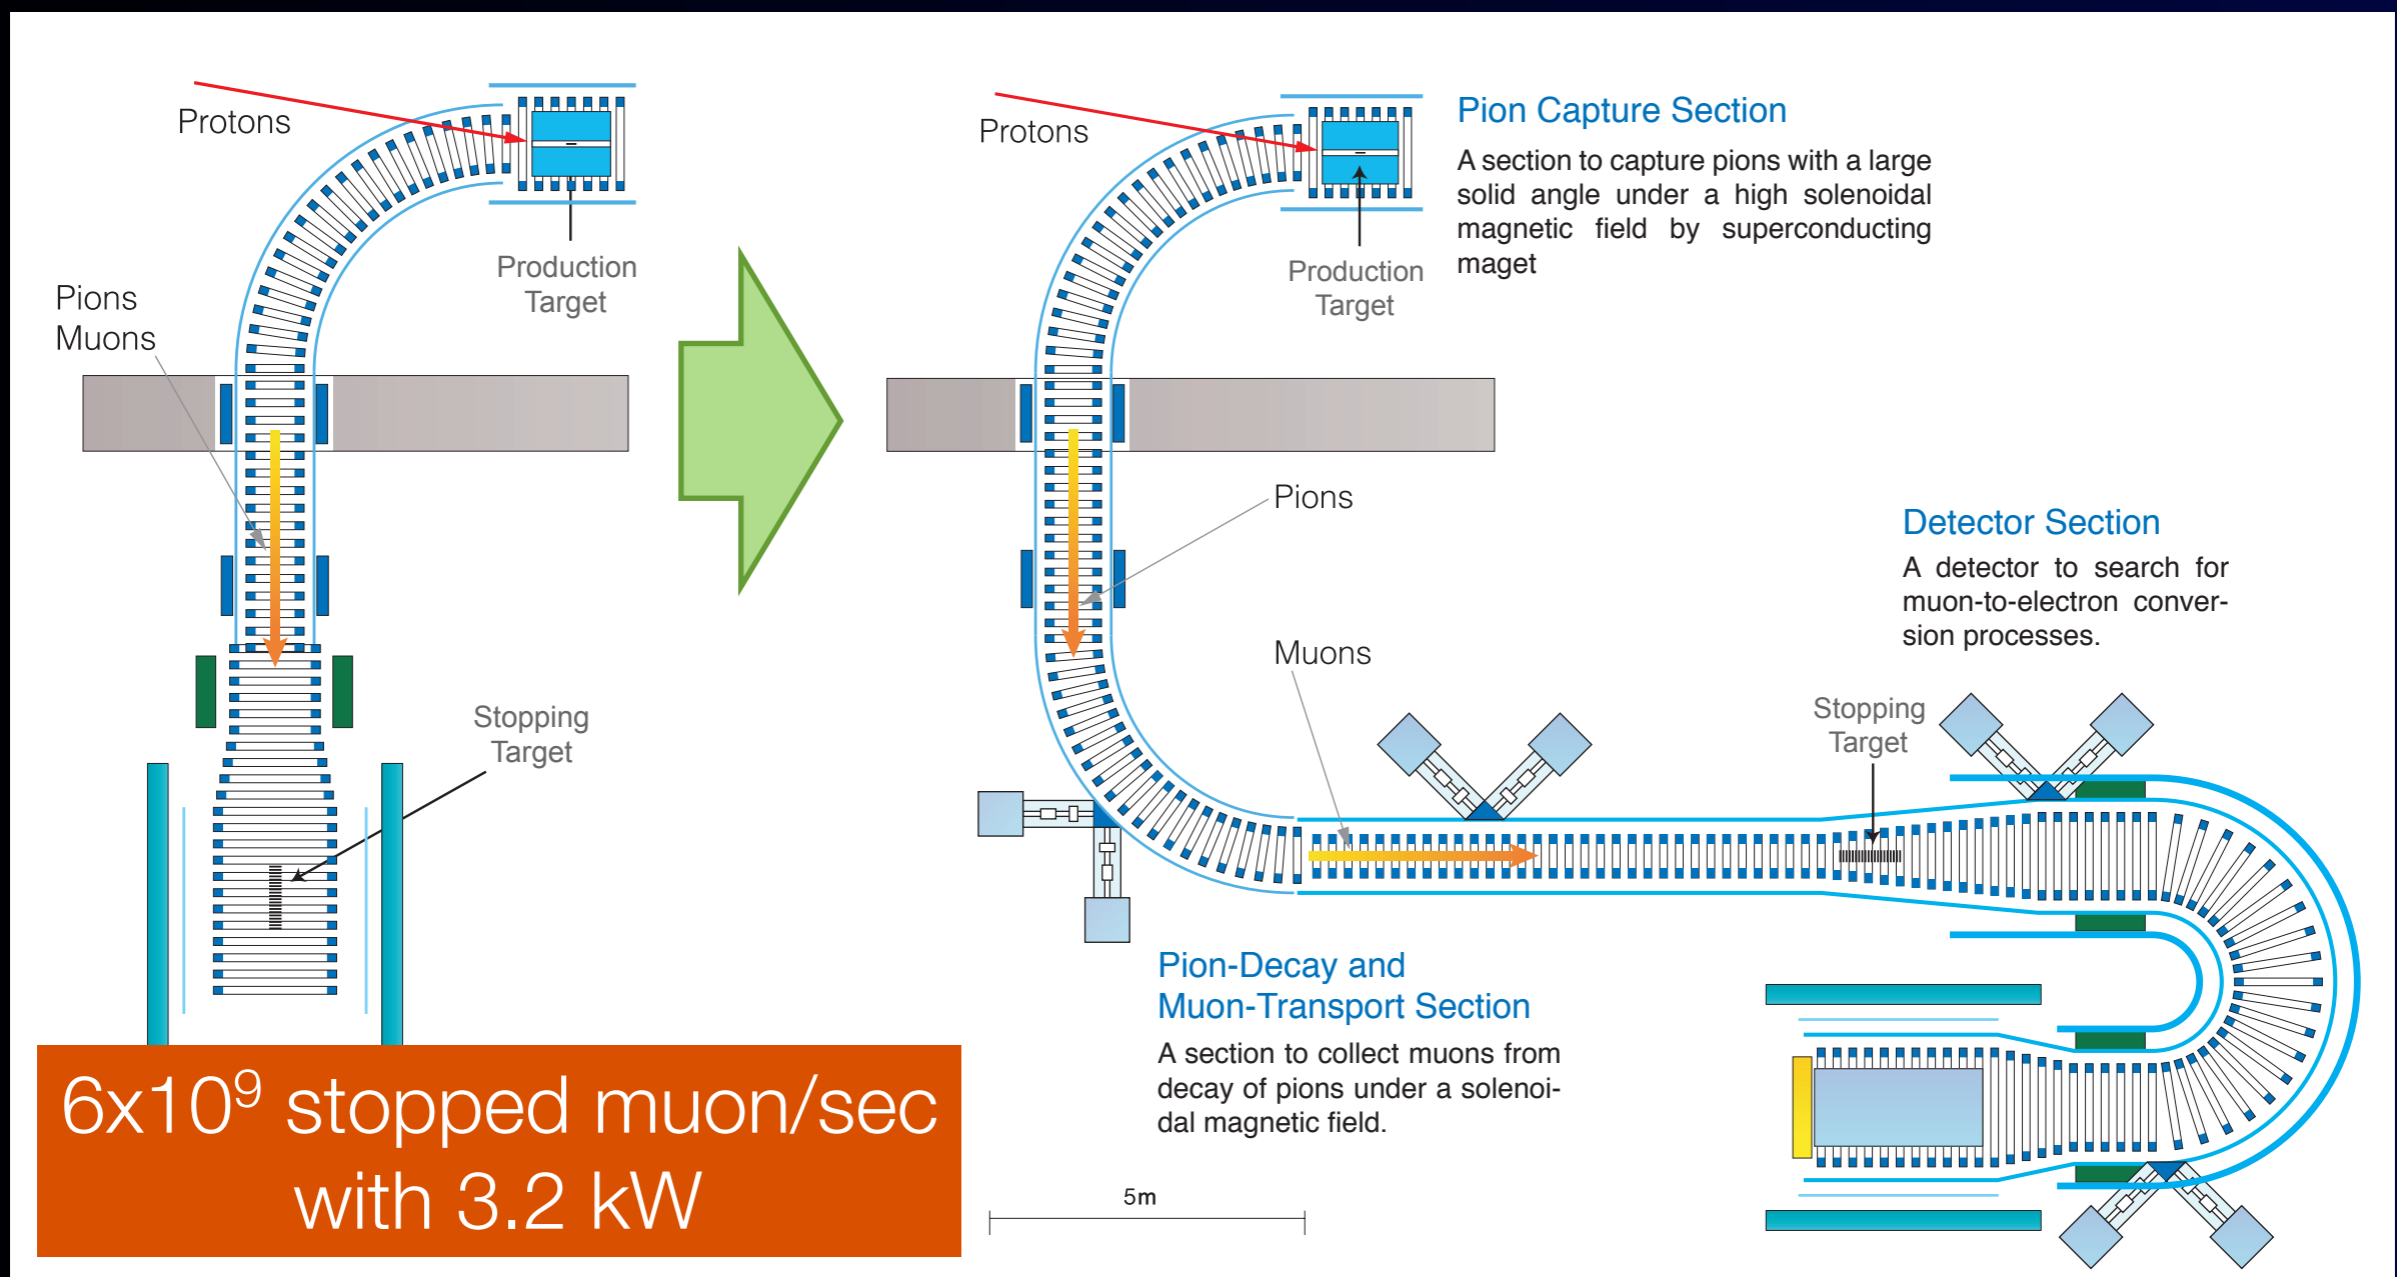 Protons
Production
Target
Pions
Muons
Stopping
Target
6x10⁹ stopped muon/sec
with 3.2 kW
Protons
Production
Target
Pion Capture Section
A section to capture pions with a large
solid angle under a high solenoidal
magnetic field by superconducting
maget
Pions
Muons
Detector Section
A detector to search for
muon-to-electron conver-
sion processes.
Stopping
Target
Pion-Decay and
Muon-Transport Section
A section to collect muons from
decay of pions under a solenoi-
dal magnetic field.
5m